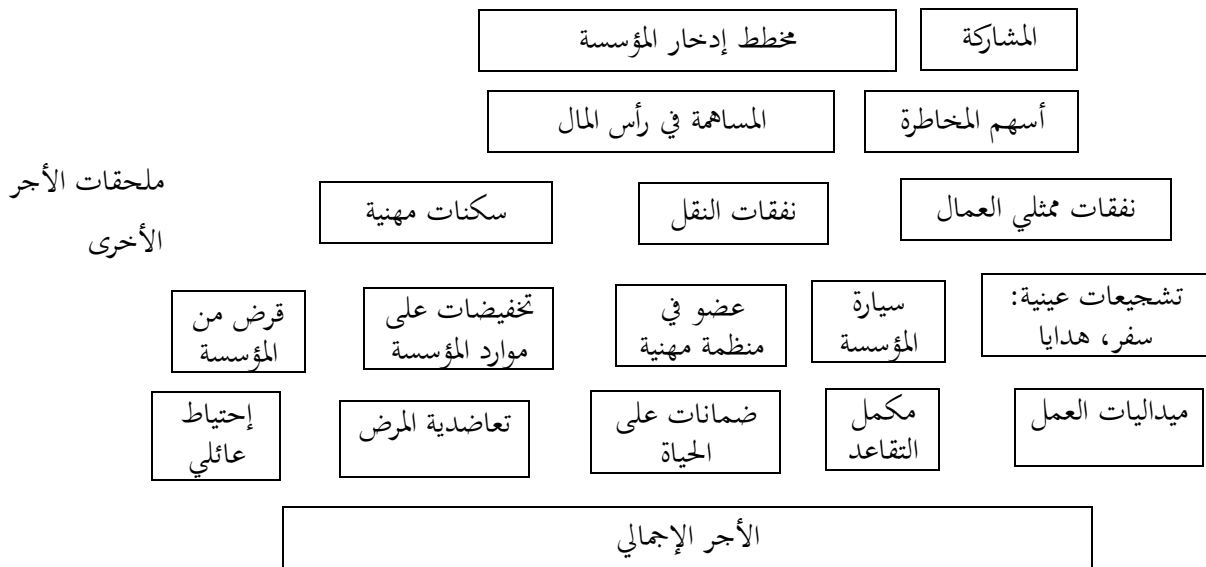 المشاركة
مخطط إدخار المؤسسة
أسهم المخاطرة
المساهمة في رأس المال
ملحقات الأجر
الأخرى
نفقات ممثلي العمال
نفقات النقل
سكنات مهنية
تشجيعات عينية:
سفر، هدايا
سيارة
المؤسسة
عضو في
منظمة مهنية
تخفيضات على
موارد المؤسسة
قرض من
المؤسسة
ميداليات العمل
مكمل
التقاعد
ضمانات على
الحياة
تعاضدية المرض
إحتياط
عائلي
الأجر الإجمالي